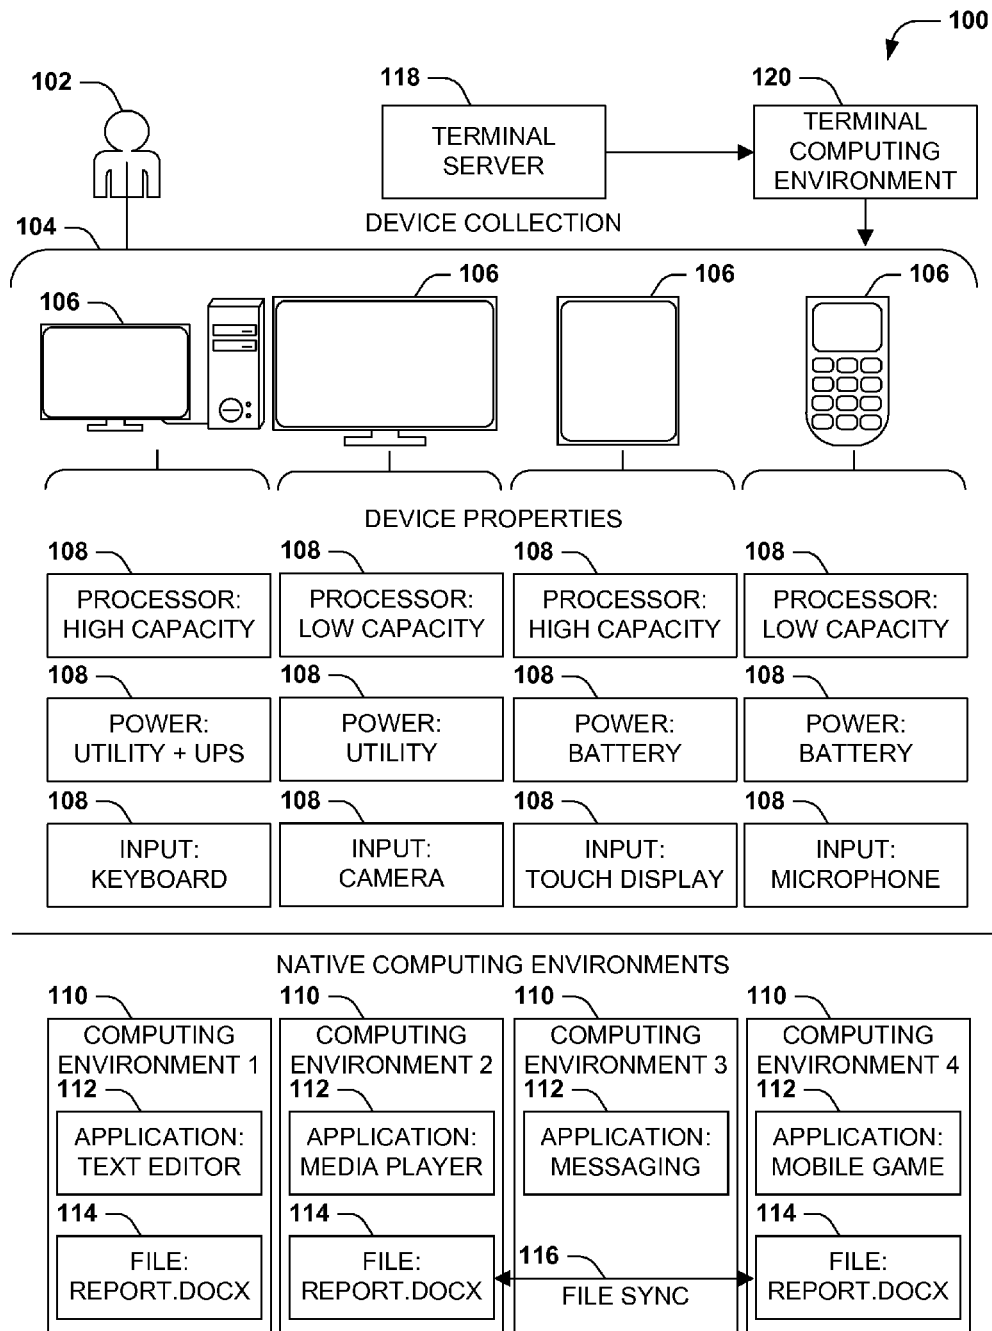 100
102
118
120
TERMINAL
SERVER
TERMINAL
COMPUTING
ENVIRONMENT
104
DEVICE COLLECTION
106
106
106
106
DEVICE PROPERTIES
108
108
108
108
PROCESSOR:
HIGH CAPACITY
PROCESSOR:
LOW CAPACITY
PROCESSOR:
HIGH CAPACITY
PROCESSOR:
LOW CAPACITY
108
108
108
108
POWER:
UTILITY + UPS
POWER:
UTILITY
POWER:
BATTERY
POWER:
BATTERY
108
108
108
108
INPUT:
KEYBOARD
INPUT:
CAMERA
INPUT:
TOUCH DISPLAY
INPUT:
MICROPHONE
NATIVE COMPUTING ENVIRONMENTS
110
110
110
110
COMPUTING
ENVIRONMENT 1
COMPUTING
ENVIRONMENT 2
COMPUTING
ENVIRONMENT 3
COMPUTING
ENVIRONMENT 4
112
112
112
112
APPLICATION:
TEXT EDITOR
APPLICATION:
MEDIA PLAYER
APPLICATION:
MESSAGING
APPLICATION:
MOBILE GAME
114
114
114
FILE:
REPORT.DOCX
FILE:
REPORT.DOCX
116
FILE SYNC
FILE:
REPORT.DOCX